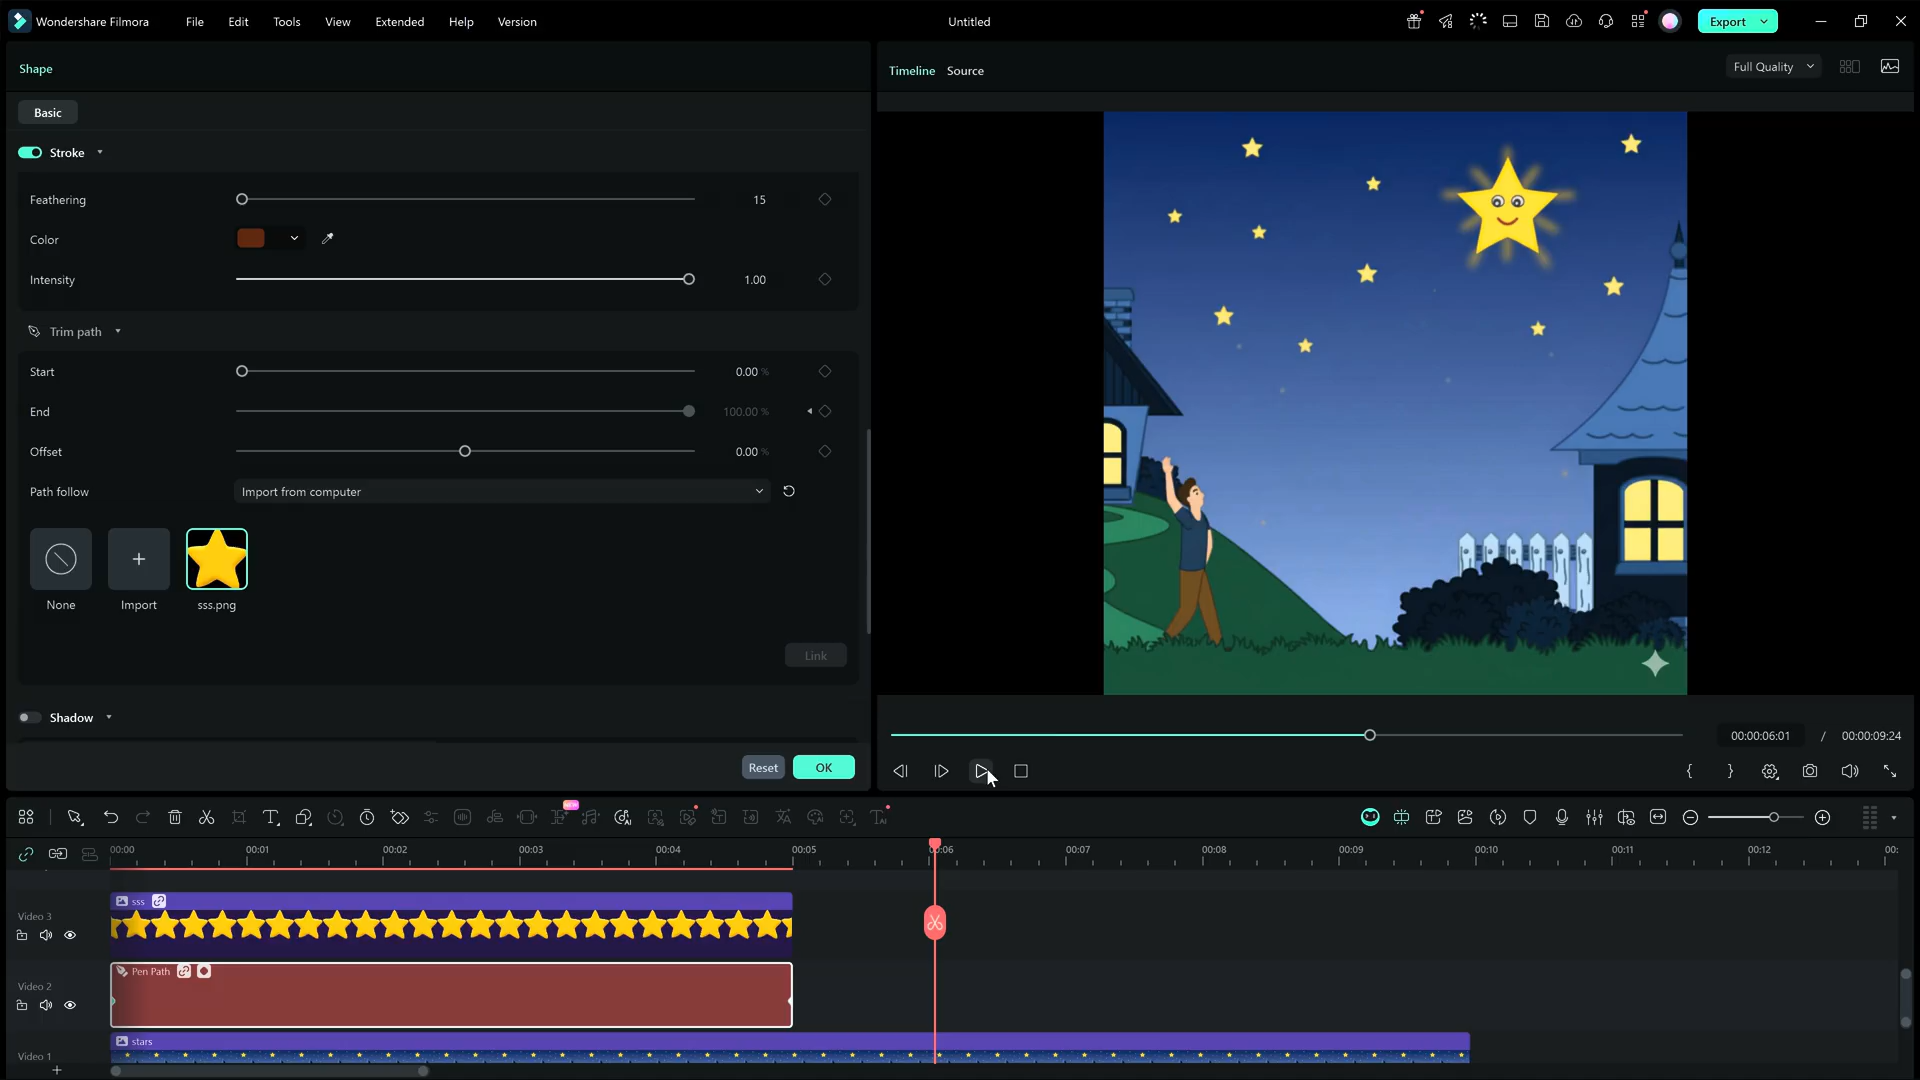 Wondershare Filmora File Edit Tools View Extended Help Version Untitled Export
Shape
Timeline Source Full Quality
Basic
Stroke
Feathering 15
Color
Intensity 1.00
Trim path
Start 0.00 %
End 100.00 %
Offset 0.00 %
Path follow Import from computer
None Import sss.png
Link
Shadow
Reset OK
00:00:06:01 / 00:00:09:24
NEW
00:00 00:01 00:02 00:03 00:04 00:05 00:06 00:07 00:08 00:09 00:10 00:11 00:12 00:
sss
Video 3
Pen Path
Video 2
stars
Video 1